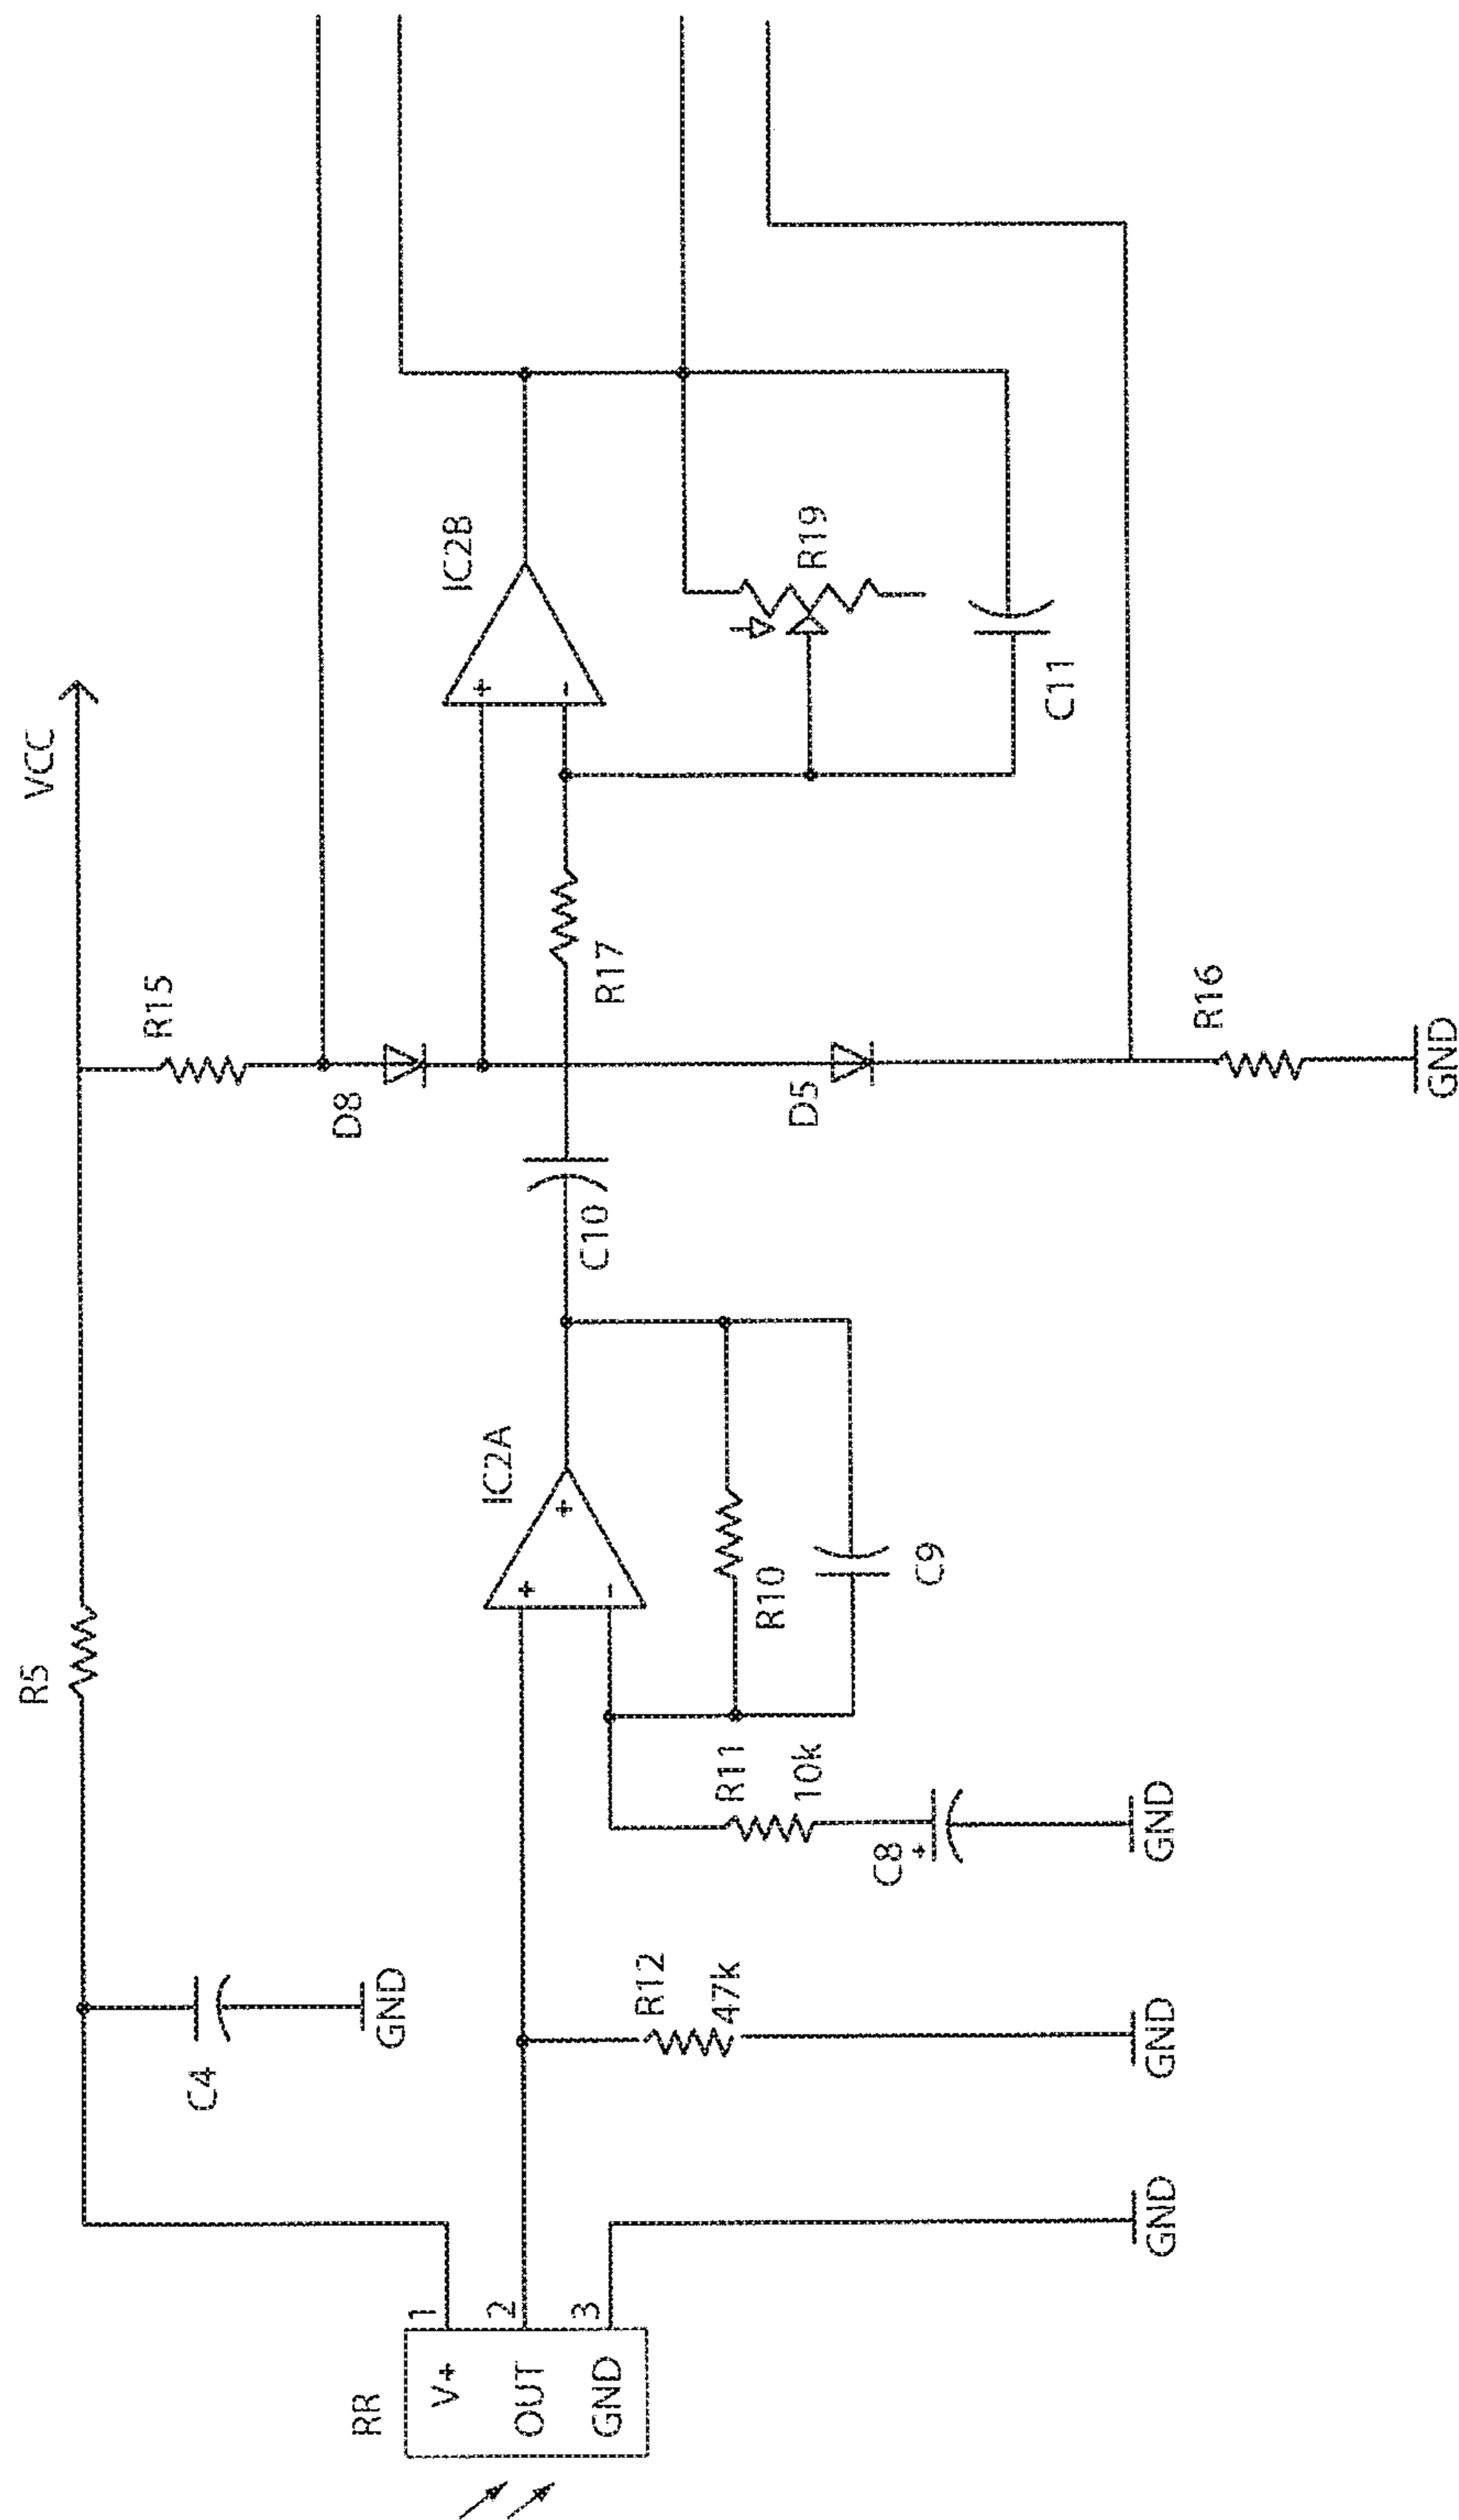 VCC
R5
R15
C4
GND
D8
RR
V+
OUT
GND
1
2
3
IC2A
+
-
+
IC2B
+
-
C10
R17
R12
47k
R11
10k
R10
R19
D5
C8
+
C9
C11
GND
GND
GND
R16
GND